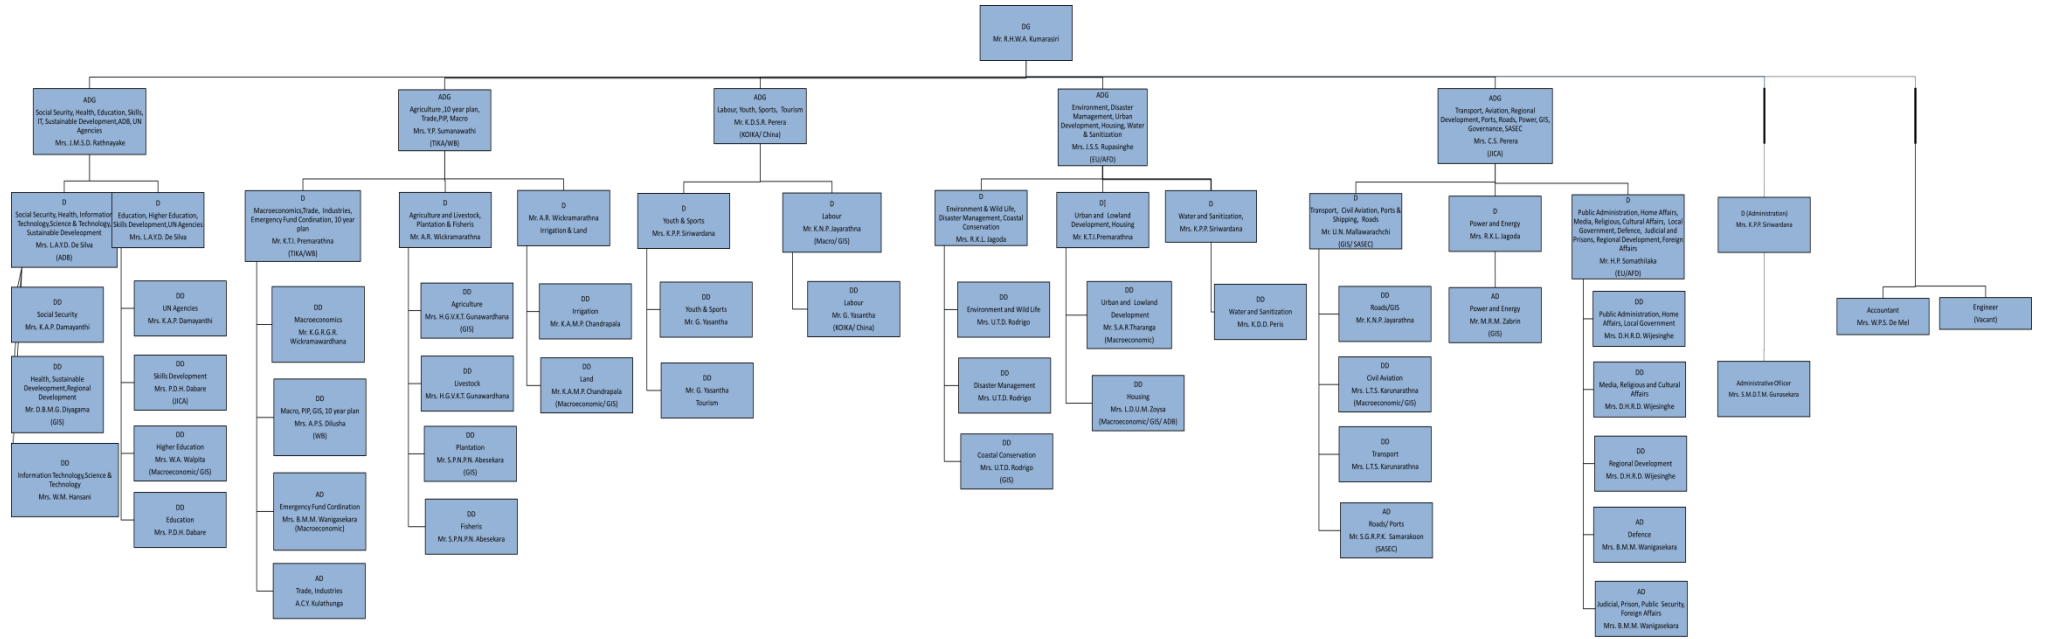 DG
Mr. R.H.W.A. Kumarasiri
ADG
Social Seurity, Health, Education, Skills,
IT, Sustainable Development,ADB, UN
Agencies
Mrs. J.M.S.D. Rathnayake
ADG
Agriculture ,10 year plan,
Trade,PIP, Macro
Mrs. Y.P. Sumanawathi
(TIKA/WB)
ADG
Labour, Youth, Sports, Tourism
Mr. K.D.S.R. Perera
(KOIKA/ China)
ADG
Environment, Disaster
Mamagement, Urban
Development, Housing, Water
& Sanitization
Mrs. J.S.S. Rupasinghe
(EU/AFD)
ADG
Transport, Aviation, Regional
Development, Ports, Roads, Power, GIS,
Governance, SASEC
Mrs. C.S. Perera
(JICA)
D
Social Security, Health, Information
Technology,Science & Technology,
Sustainable Develeopment
Mrs. L.A.Y.D. De Silva
(ADB)
D
Education, Higher Education,
Skills Development,UN Agencies
Mrs. L.A.Y.D. De Silva
D
Macroeconomics,Trade, Industries,
Emergency Fund Cordination, 10 year
plan
Mr. K.T.I. Premarathna
(TIKA/WB)
D
Agriculture and Livestock,
Plantation & Fisheris
Mr. A.R. Wickramarathna
D
Mr. A.R. Wickramarathna
Irrigation & Land
D
Youth & Sports
Mrs. K.P.P. Siriwardana
D
Labour
Mr. K.N.P. Jayarathna
(Macro/ GIS)
D
Environment & Wild Life,
Disaster Management, Coastal
Conservation
Mrs. R.K.L. Jagoda
D]
Urban and Lowland
Development, Housing
Mr. K.T.I.Premarathna
D
Water and Sanitization,
Mrs. K.P.P. Siriwardana
D
Transport, Civil Aviation, Ports &
Shipping, Roads
Mr. U.N. Mallawarachchi
(GIS/ SASEC)
D
Power and Energy
Mrs. R.K.L. Jagoda
D
Public Administration, Home Affairs,
Media, Religious, Cultural Affairs, Local
Government, Defence, Judicial and
Prisons, Regional Development, Foreign
Affairs
Mr. H.P. Somathilaka
(EU/AFD)
D (Administration)
Mrs. K.P.P Siriwardana
DD
Social Security
Mrs. K.A.P. Damayanthi
DD
Health, Sustainable
Develeopment,Regional
Development
Mr. D.B.M.G. Diyagama
(GIS)
DD
Information Technology,Science &
Technology
Mrs. W.M. Hansani
DD
UN Agencies
Mrs. K.A.P. Damayanthi
DD
Skills Development
Mrs. P.D.H. Dabare
(JICA)
DD
Higher Education
Mrs. W.A. Walpita
(Macroeconomic/ GIS)
DD
Education
Mrs. P.D.H. Dabare
DD
Macroeconomics
Mr. K.G.R.G.R.
Wickramawardhana
DD
Macro, PIP, GIS, 10 year plan
Mrs. A.P.S. Dilusha
(WB)
AD
Emergency Fund Cordination
Mrs. B.M.M. Wanigasekara
(Macroeconomic)
AD
Trade, Industries
A.C.Y. Kulathunga
DD
Agriculture
Mrs. H.G.V.K.T. Gunawardhana
(GIS)
DD
Livestock
Mrs. H.G.V.K.T. Gunawardhana
DD
Plantation
Mr. S.P.N.P.N. Abesekara
(GIS)
DD
Fisheris
Mr. S.P.N.P.N. Abesekara
DD
Irrigation
Mr. K.A.M.P. Chandrapala
DD
Land
Mr. K.A.M.P. Chandrapala
(Macroeconomic/ GIS)
DD
Youth & Sports
Mr. G. Yasantha
DD
Mr. G. Yasantha
Tourism
DD
Labour
Mr. G. Yasantha
(KOIKA/ China)
DD
Environment and Wild Life
Mrs. U.T.D. Rodrigo
DD
Disaster Management
Mrs. U.T.D. Rodrigo
DD
Coastal Conservation
Mrs. U.T.D. Rodrigo
(GIS)
DD
Urban and Lowland
Development
Mr. S.A.R.Tharanga
(Macroeconomic)
DD
Housing
Mrs. L.D.U.M. Zoysa
(Macroeconomic/GIS/ ADB)
DD
Water and Sanitization
Mrs. K.D.D. Peris
DD
Roads/GIS
Mr. K.N.P. Jayarathna
DD
Civil Aviation
Mrs. L.T.S. Karunarathna
(Macroeconomic/ GIS)
DD
Transport
Mrs. L.T.S. Karunarathna
AD
Roads/ Ports
Mr. S.G.R.P.K. Samarakoon
(SASEC)
AD
Power and Energy
Mr. M.R.M. Zabrin
(GIS)
DD
Public Administration, Home
Affairs, Local Government
Mrs. D.H.R.D. Wijesinghe
DD
Media, Religious and Cultural
Affairs
Mrs. D.H.R.D. Wijesinghe
DD
Regional Development
Mrs. D.H.R.D. Wijesinghe
AD
Defence
Mrs. B.M.M. Wanigasekara
AD
Judicial, Prison, Public Security,
Foreign Affairs
Mrs. B.M.M. Wanigasekara
Administrative Officer
Mrs. S.M.D.T.M. Gunasekara
Accountant
Mrs. W.P.S. De Mel
Engineer
(Vacant)